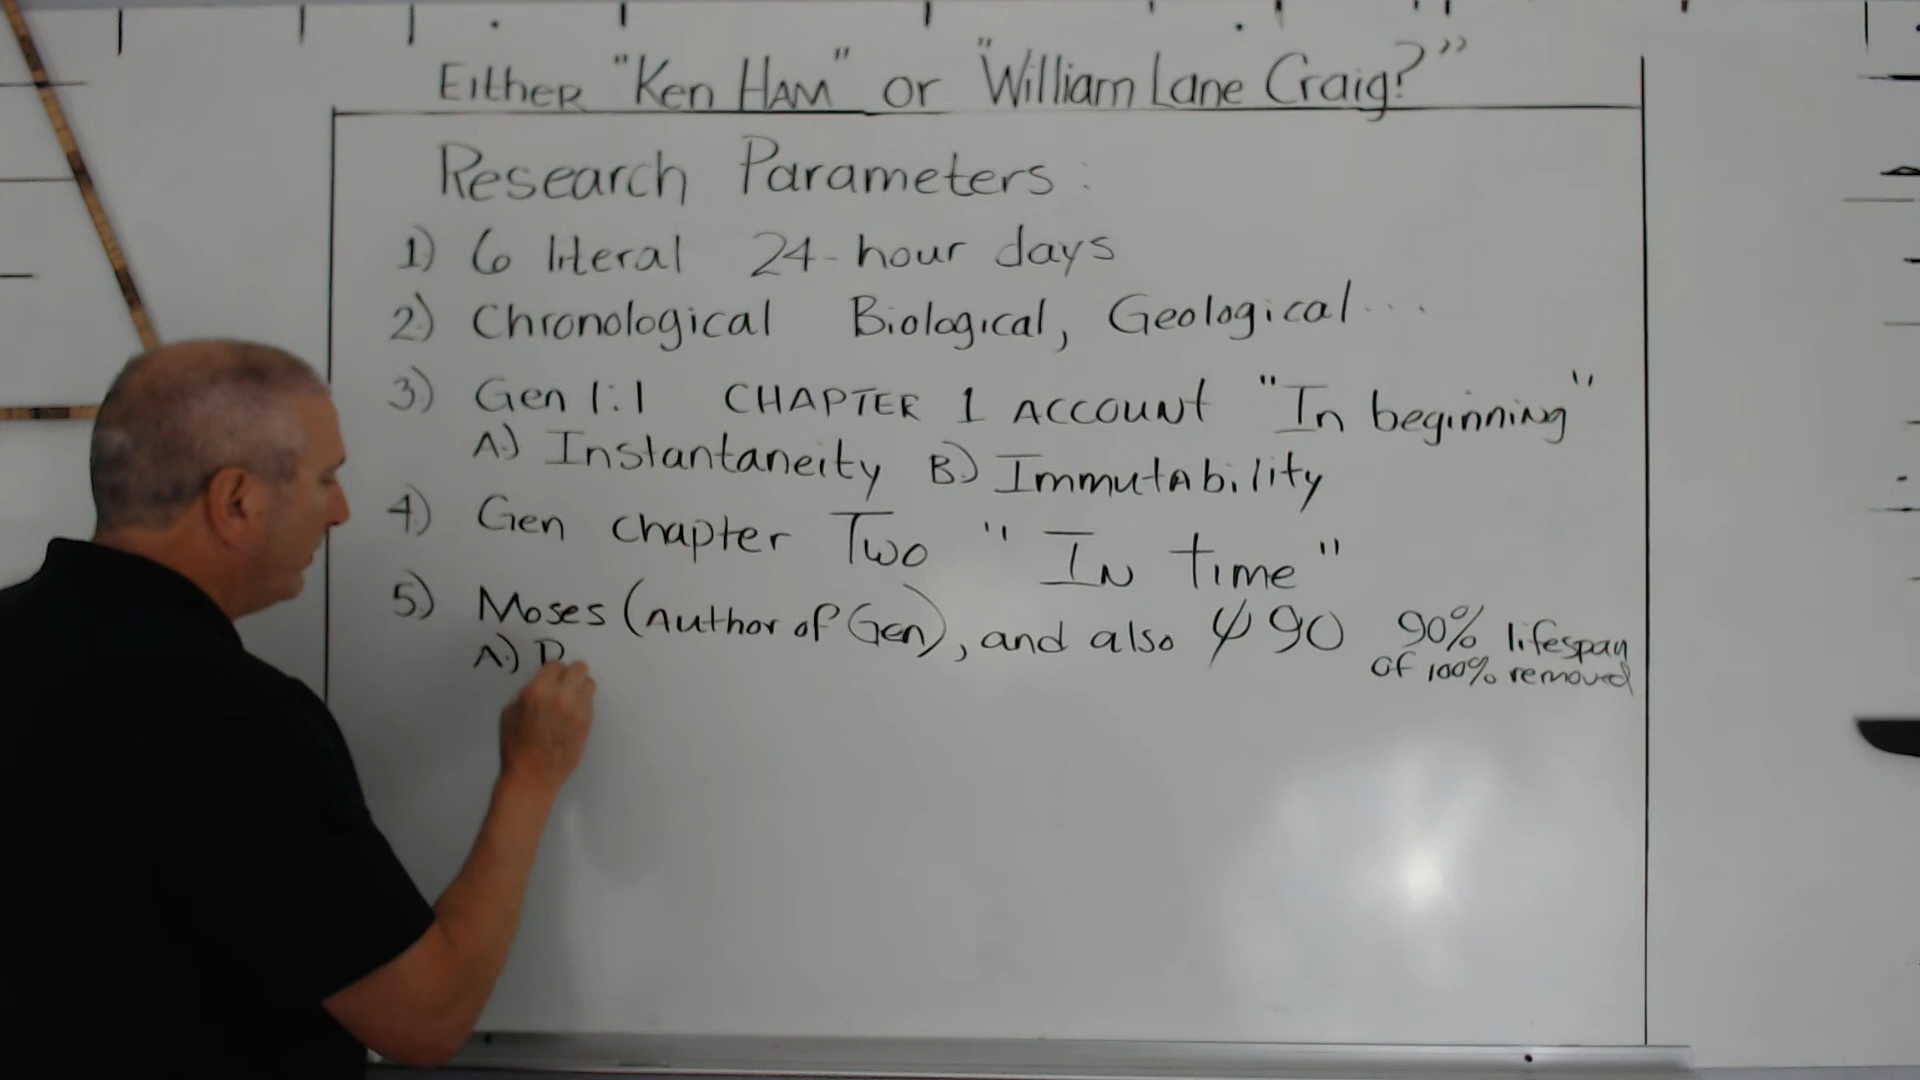 Either "Ken Ham" or "William Lane Craig?"
Research Parameters:
1) 6 literal 24-hour days
2) Chronological Biological, Geological...
3) Gen 1:1 CHAPTER 1 ACCOUNT "In beginning"
A.) Instantaneity B.) Immutability
4) Gen chapter Two "In time"
5) Moses (Author of Gen), and also ψ 90 90% lifespan
of 100% removed
A.)